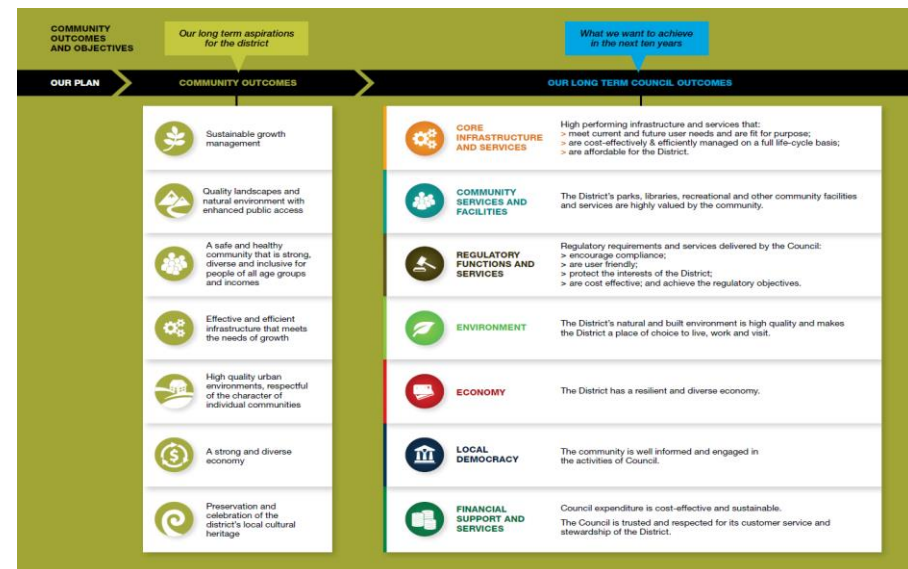 COMMUNITY
OUTCOMES
AND OBJECTIVES
Our long term aspirations
for the district
What we want to achieve
in the next ten years
OUR PLAN
COMMUNITY OUTCOMES
OUR LONG TERM COUNCIL OUTCOMES
Sustainable growth
management
Quality landscapes and
natural environment with
enhanced public access
A safe and healthy
community that is strong,
diverse and inclusive for
people of all age groups
and incomes
Effective and efficient
infrastructure that meets
the needs of growth
High quality urban
environments, respectful
of the character of
individual communities
A strong and diverse
economy
Preservation and
celebration of the
district's local cultural
heritage
CORE
INFRASTRUCTURE
AND SERVICES
High performing infrastructure and services that:
> meet current and future user needs and are fit for purpose;
> are cost-effectively & efficiently managed on a full life-cycle basis;
> are affordable for the District.
COMMUNITY
SERVICES AND
FACILITIES
The District's parks, libraries, recreational and other community facilities
and services are highly valued by the community.
REGULATORY
FUNCTIONS AND
SERVICES
Regulatory requirements and services delivered by the Council:
> encourage compliance;
> are user friendly;
> protect the interests of the District;
> are cost effective; and achieve the regulatory objectives.
ENVIRONMENT
The District's natural and built environment is high quality and makes
the District a place of choice to live, work and visit.
ECONOMY
The District has a resilient and diverse economy.
LOCAL
DEMOCRACY
The community is well informed and engaged in
the activities of Council.
FINANCIAL
SUPPORT AND
SERVICES
Council expenditure is cost-effective and sustainable.
The Council is trusted and respected for its customer service and
stewardship of the District.